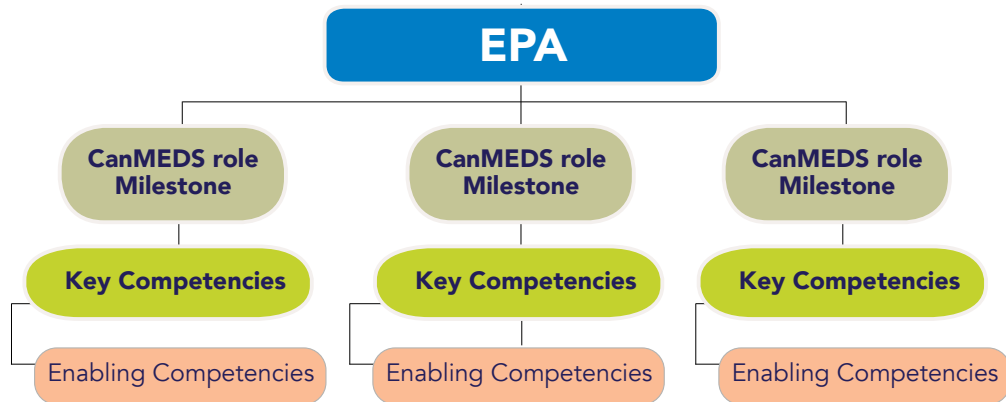 EPA
CanMEDS role
Milestone
CanMEDS role
Milestone
CanMEDS role
Milestone
Key Competencies
Key Competencies
Key Competencies
Enabling Competencies
Enabling Competencies
Enabling Competencies